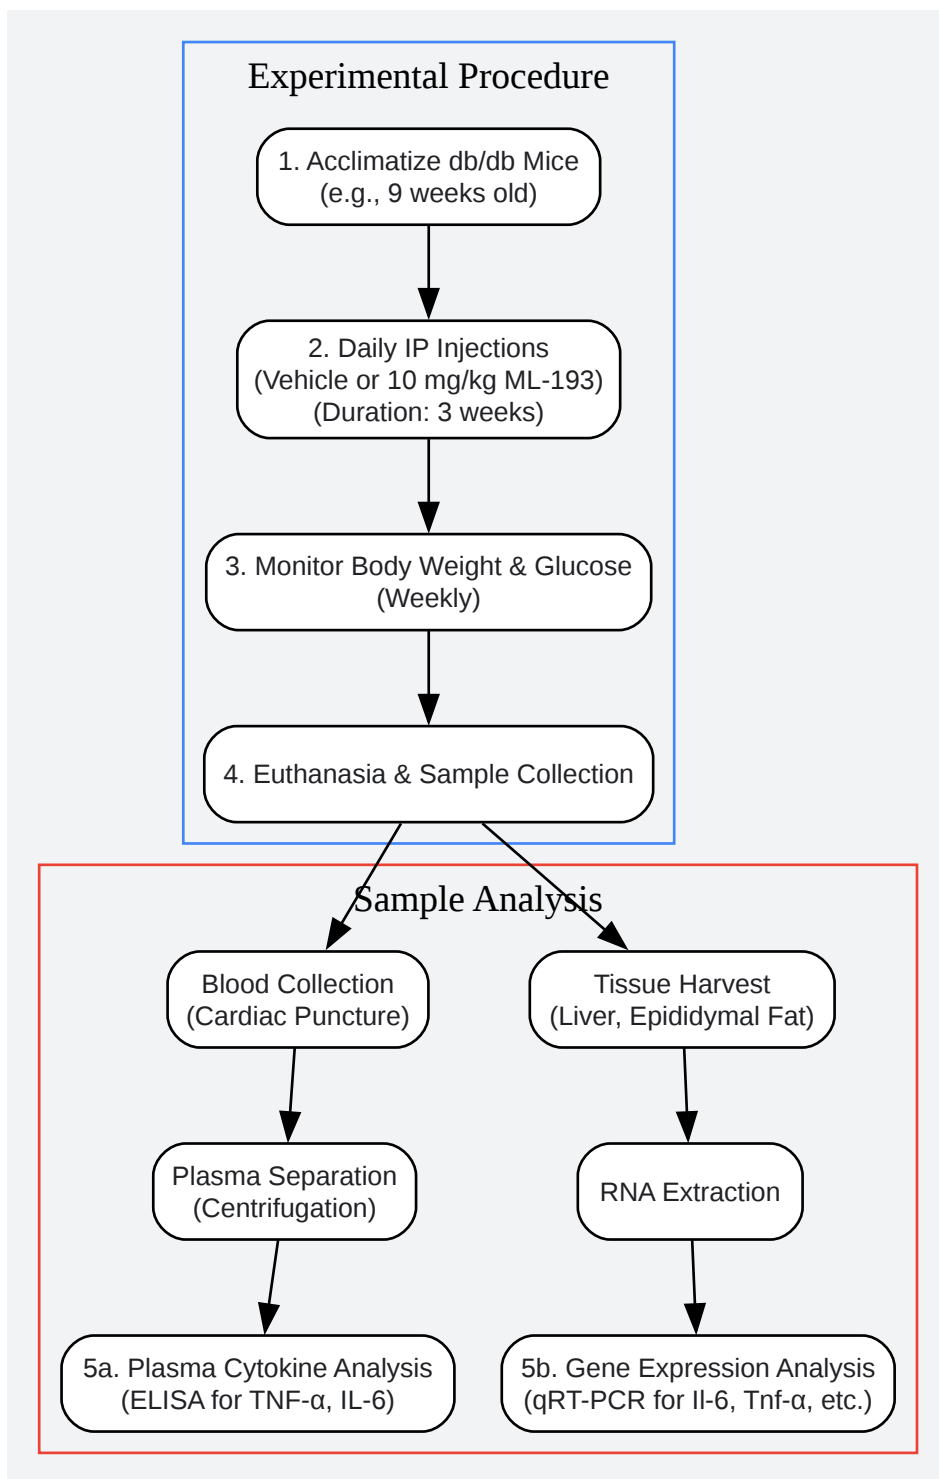 Experimental Procedure
1. Acclimatize db/db Mice
(e.g., 9 weeks old)
2. Daily IP Injections
(Vehicle or 10 mg/kg ML-193)
(Duration: 3 weeks)
3. Monitor Body Weight & Glucose
(Weekly)
4. Euthanasia & Sample Collection
Sample Analysis
Blood Collection
(Cardiac Puncture)
Tissue Harvest
(Liver, Epididymal Fat)
Plasma Separation
(Centrifugation)
RNA Extraction
5a. Plasma Cytokine Analysis
(ELISA for TNF-α, IL-6)
5b. Gene Expression Analysis
(qRT-PCR for Il-6, Tnf-α, etc.)